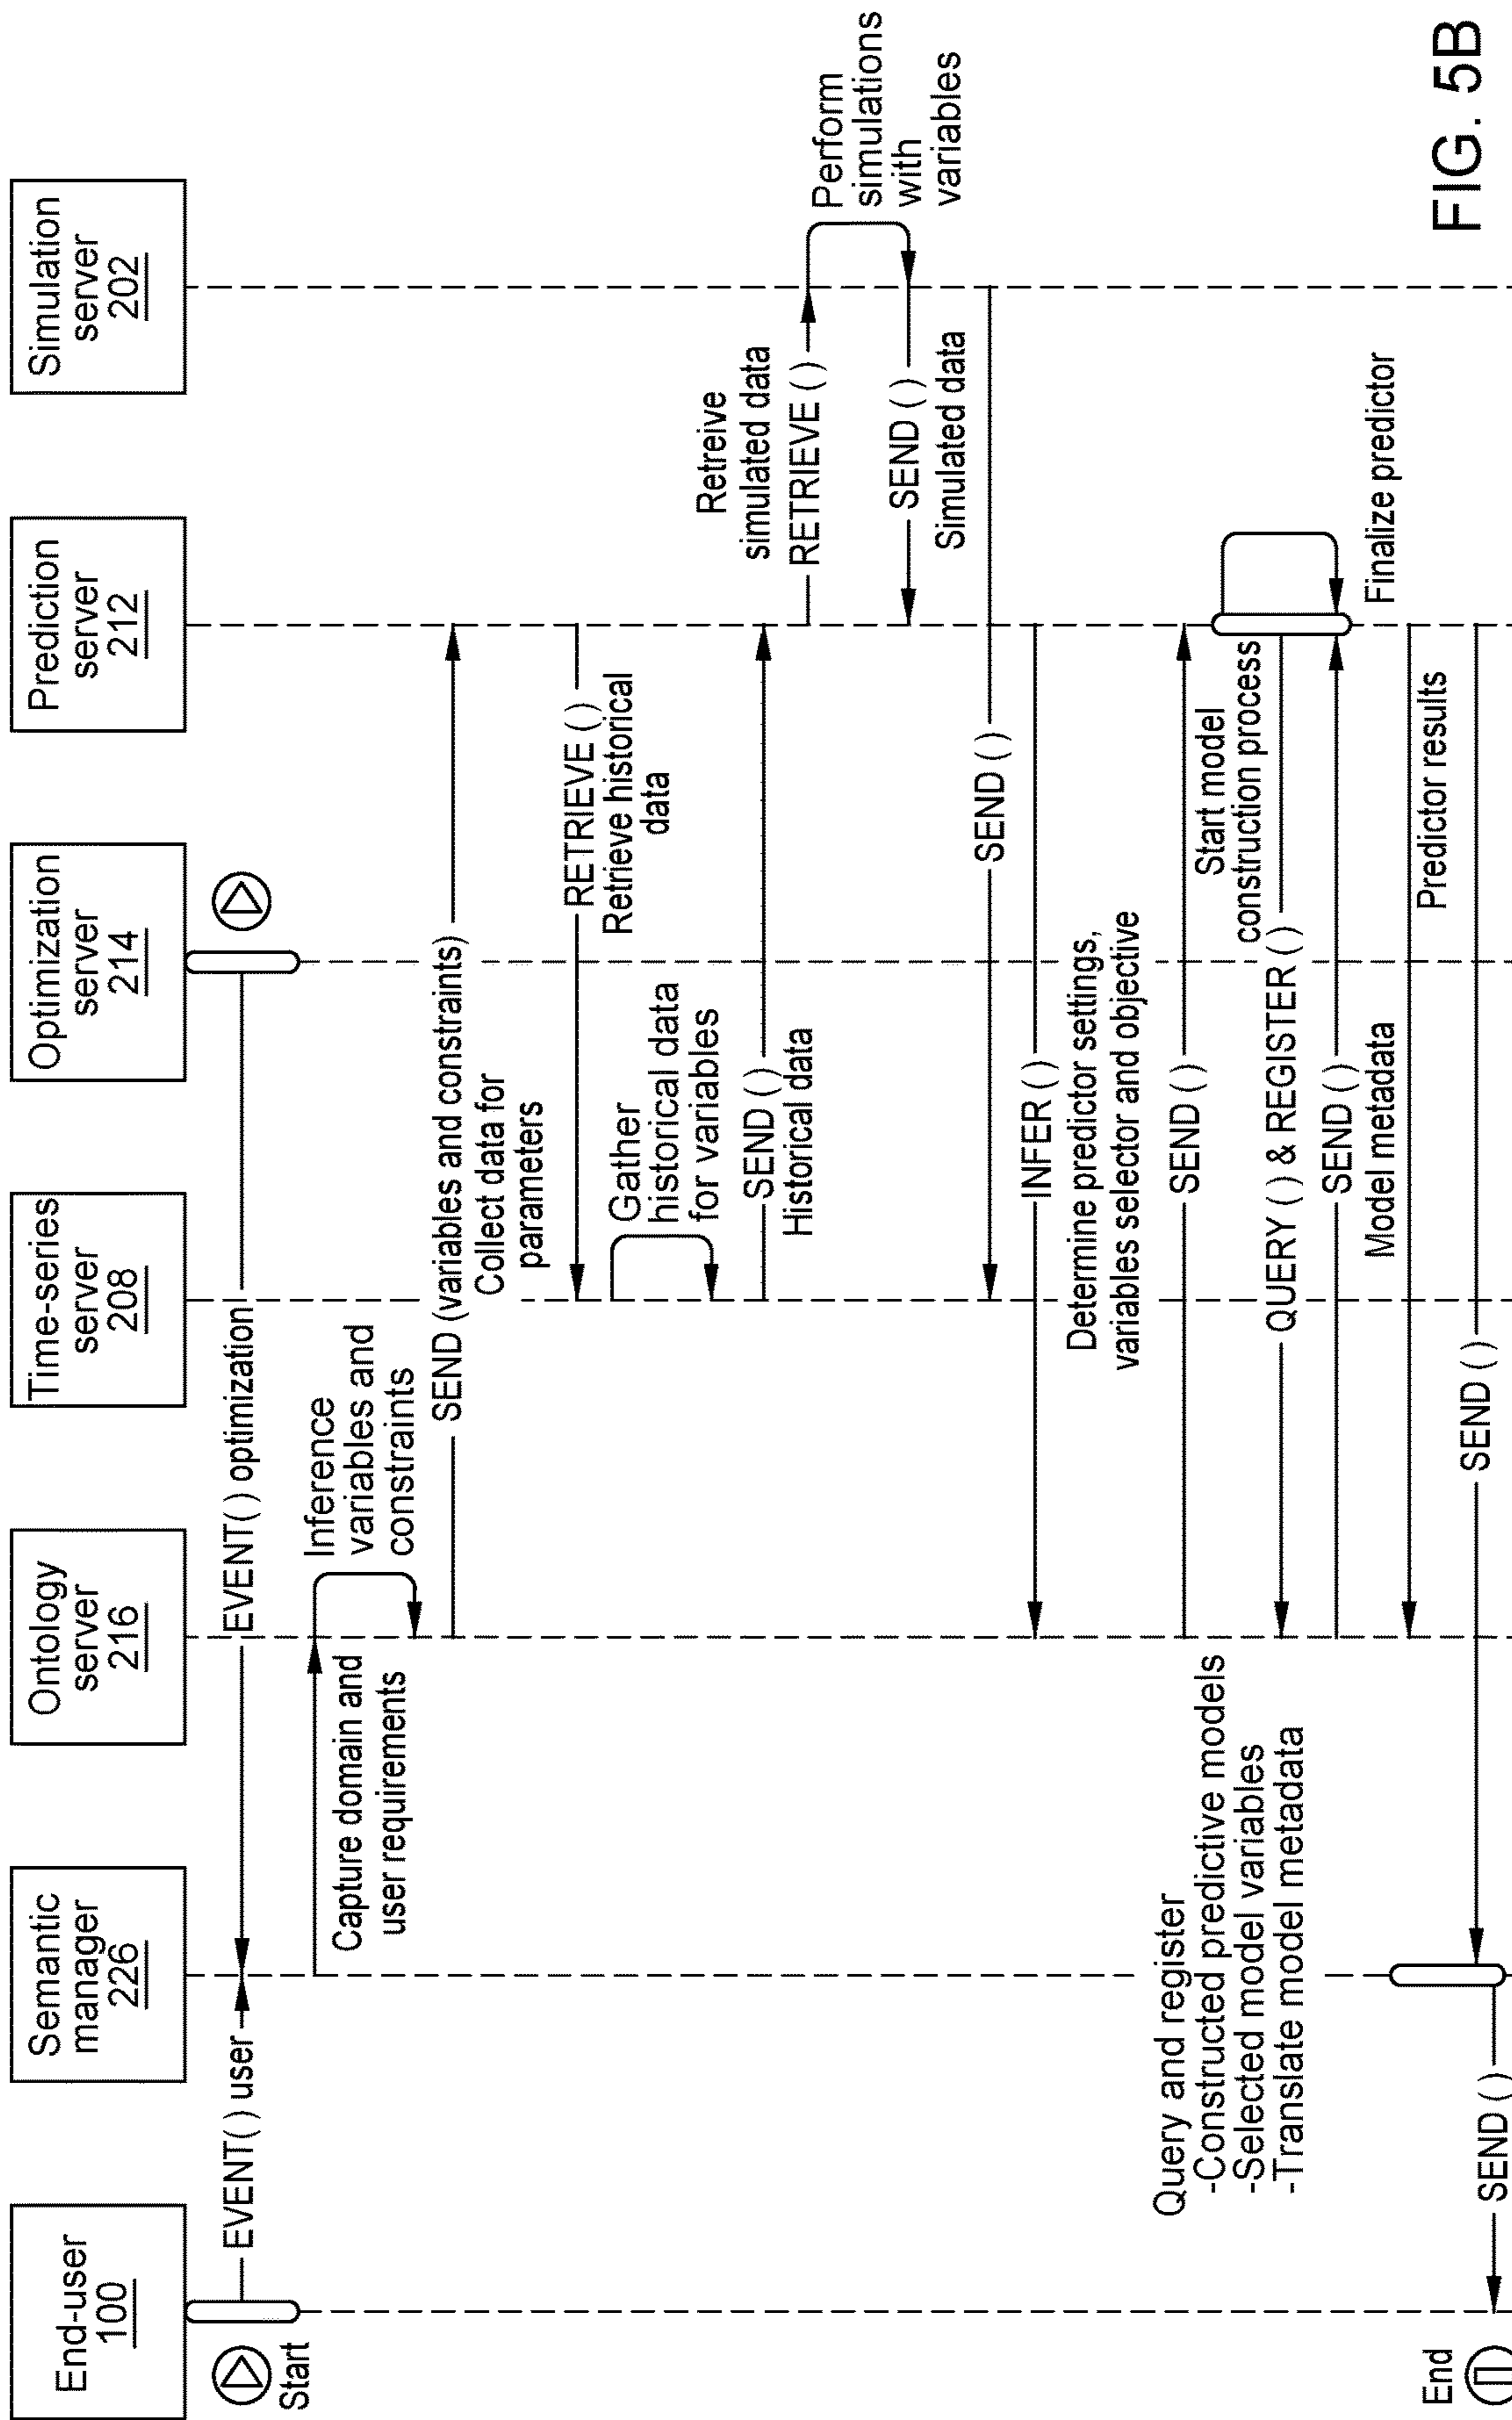 End-user
100
Semantic
manager
226
Ontology
server
216
Time-series
server
208
Optimization
server
214
Prediction
server
212
Simulation
server
202
Start
EVENT( ) user
EVENT( ) optimization
Capture domain and
user requirements
Inference
variables and
constraints
SEND (variables and constraints)
Collect data for
parameters
RETRIEVE ( )
Retrieve historical
data
Gather
historical data
for variables
SEND ( )
Historical data
Retreive
simulated data
RETRIEVE ( )
Perform
simulations
with
variables
SEND ( )
Simulated data
SEND ( )
INFER ( )
Determine predictor settings,
variables selector and objective
SEND ( )
Start model
construction process
Query and register
-Constructed predictive models
-Selected model variables
-Translate model metadata
QUERY ( ) & REGISTER ( )
SEND ( )
Model metadata
Finalize predictor
Predictor results
SEND ( )
SEND ( )
End
FIG. 5B